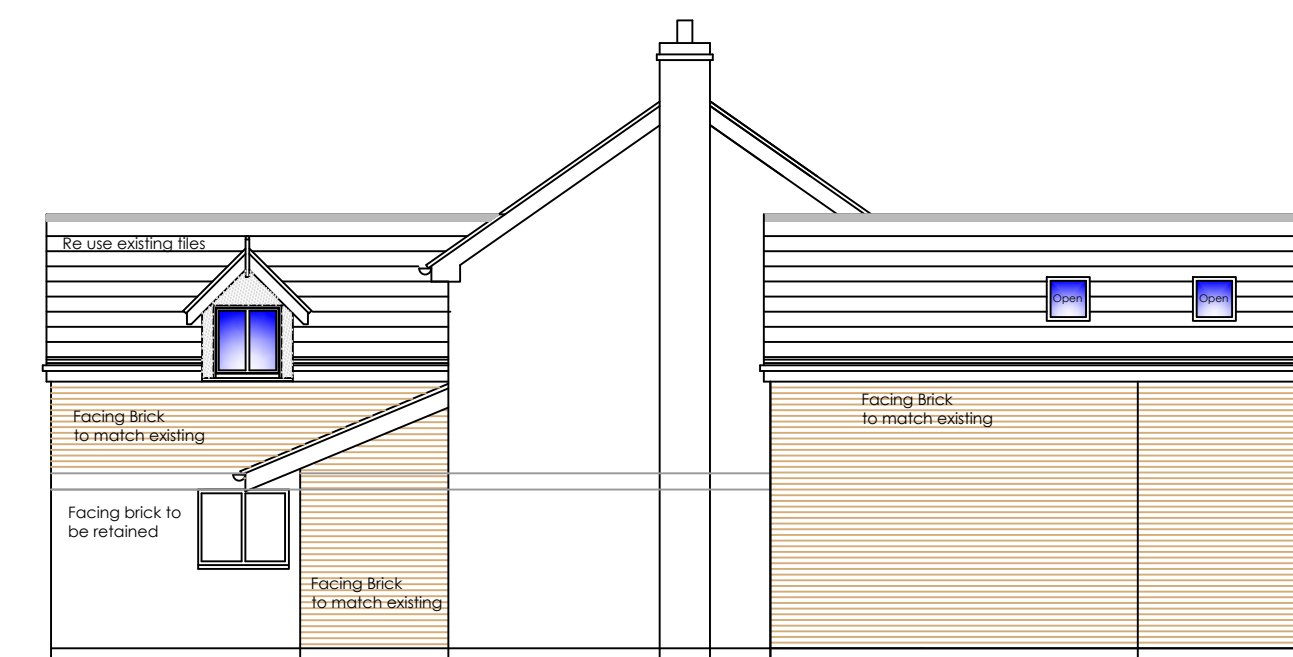 Re use existing tiles
Open
Open
Facing Brick
to match existing
Facing Brick
to match existing
Facing brick to
be retained
Facing Brick
to match existing